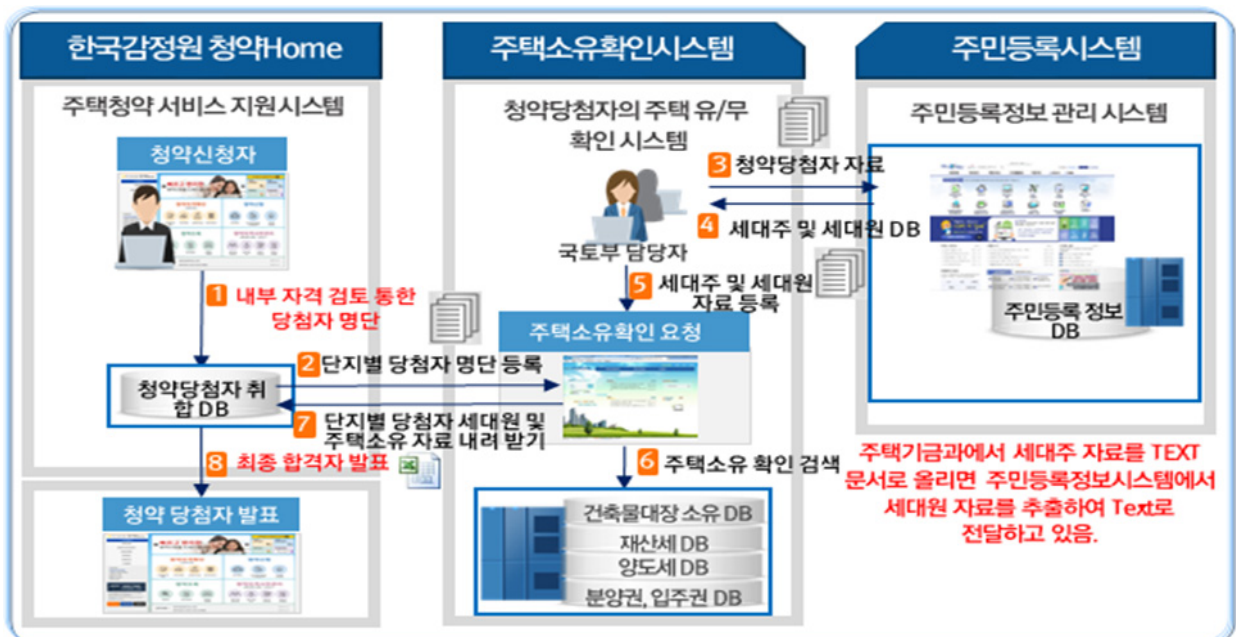 한국감정원 청약Home
주택청약 서비스 지원시스템
청약신청자
1 내부 자격 검토 통한
당첨자 명단
청약당첨자 취
합 DB
8 최종 합격자 발표
청약 당첨자 발표
주택소유확인시스템
청약당첨자의 주택 유/무
확인 시스템
국토부 담당자
3 청약당첨자 자료
4 세대주 및 세대원 DB
5 세대주 및 세대원
자료 등록
주택소유확인 요청
2 단지별 당첨자 명단 등록
7 단지별 당첨자 세대원 및
주택소유 자료 내려 받기
6 주택소유 확인 검색
건축물대장 소유 DB
재산세 DB
양도세 DB
분양권, 입주권 DB
주민등록시스템
주민등록정보 관리 시스템
주민등록 정보
DB
주택기금과에서 세대주 자료를 TEXT
문서로 올리면 주민등록정보시스템에서
세대원 자료를 추출하여 Text로
전달하고 있음.